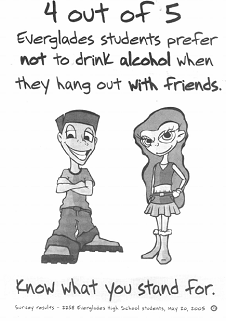 4 out of 5
Everglades students prefer
not to drink alcohol when
they hang out with friends.
Know what you stand for.
Survey results - 2238 Everglades High School students, May 20, 2005